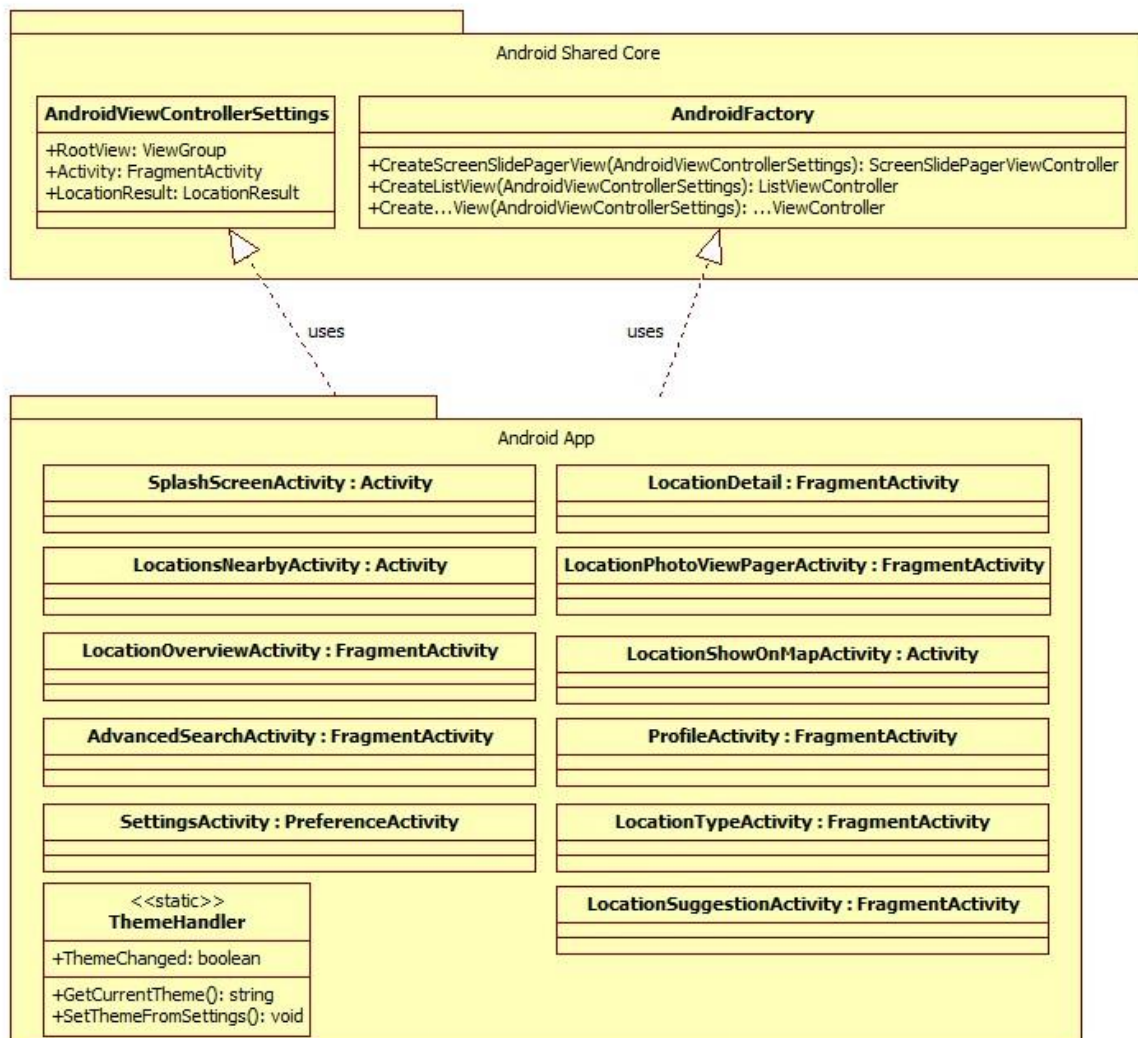 Android Shared Core
AndroidViewControllerSettings
+RootView: ViewGroup
+Activity: FragmentActivity
+LocationResult: LocationResult
AndroidFactory
+CreateScreenSlidePagerView(AndroidViewControllerSettings): ScreenSlidePagerViewController
+CreateListView(AndroidViewControllerSettings): ListViewController
+Create...View(AndroidViewControllerSettings): ...ViewController
uses
uses
Android App
SplashScreenActivity : Activity
LocationDetail : FragmentActivity
LocationsNearbyActivity : Activity
LocationPhotoViewPagerActivity : FragmentActivity
LocationOverviewActivity : FragmentActivity
LocationShowOnMapActivity : Activity
AdvancedSearchActivity : FragmentActivity
ProfileActivity : FragmentActivity
SettingsActivity : PreferenceActivity
LocationTypeActivity : FragmentActivity
<<static>>
ThemeHandler
+ThemeChanged: boolean
+GetCurrentTheme(): string
+SetThemeFromSettings(): void
LocationSuggestionActivity : FragmentActivity